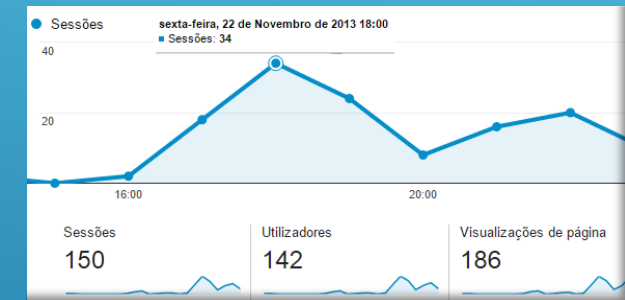 Sessões
sexta-feira, 22 de Novembro de 2013 18:00
Sessões: 34
40
20
16:00
20:00
Sessões
Utilizadores
Visualizações de página
150
142
186